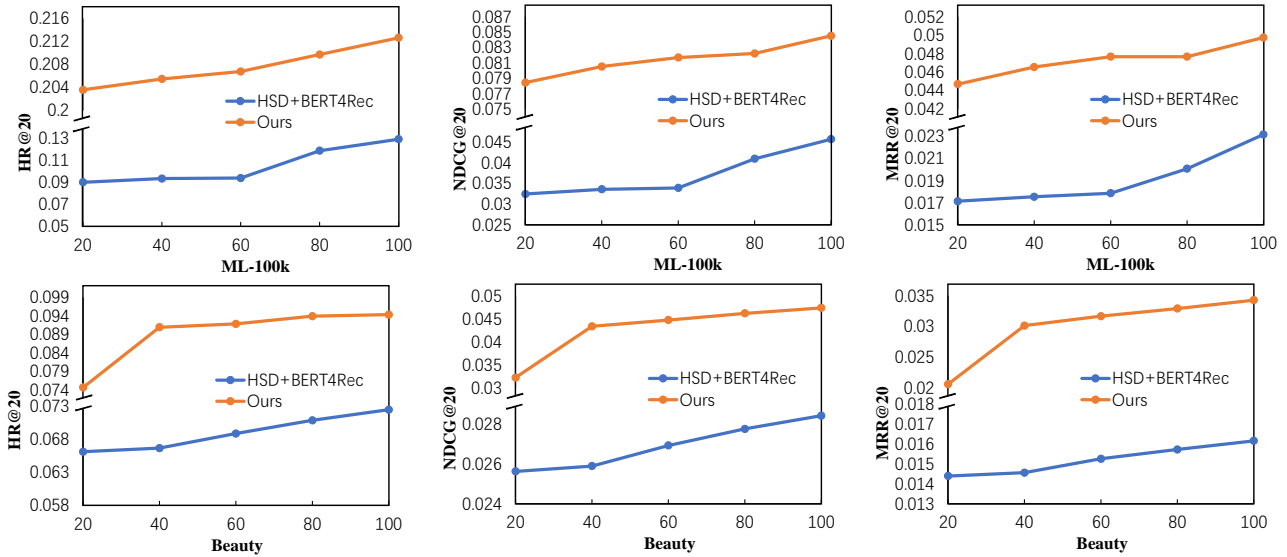 0.216
0.212
0.208
0.204
0.2
0.13
0.11
0.09
0.07
0.05
HR@20
HSD+BERT4Rec
Ours
20 40 60 80 100
ML-100k
0.087
0.085
0.083
0.081
0.079
0.077
0.075
0.045
0.04
0.035
0.03
0.025
NDCG@20
HSD+BERT4Rec
Ours
20 40 60 80 100
ML-100k
0.052
0.05
0.048
0.046
0.044
0.042
0.023
0.021
0.019
0.017
0.015
MRR@20
HSD+BERT4Rec
Ours
20 40 60 80 100
ML-100k
0.099
0.094
0.089
0.084
0.079
0.074
0.073
0.068
0.063
0.058
HR@20
HSD+BERT4Rec
Ours
20 40 60 80 100
Beauty
0.05
0.045
0.04
0.035
0.03
0.028
0.026
0.024
NDCG@20
HSD+BERT4Rec
Ours
20 40 60 80 100
Beauty
0.035
0.03
0.025
0.02
0.018
0.016
0.015
0.013
MRR@20
HSD+BERT4Rec
Ours
20 40 60 80 100
Beauty